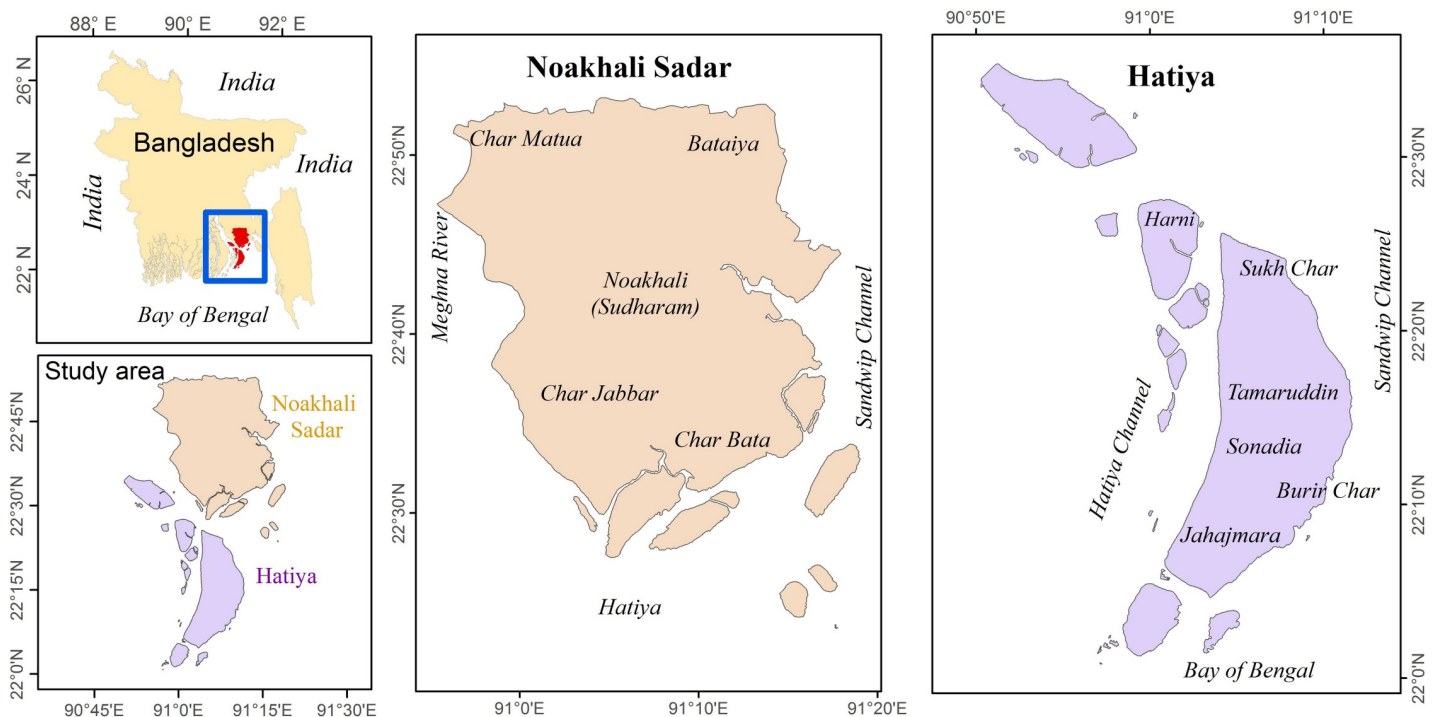 88° E
90° E
92° E
26° N
24° N
22° N
India
Bangladesh
India
India
Bay of Bengal
Study area
Noakhali
Sadar
Hatiya
22°45'N
22°30'N
22°15'N
22°0'N
90°45'E
91°0'E
91°15'E
91°30'E
Noakhali Sadar
Char Matua
Bataiya
Meghna River
Noakhali
(Sudharam)
Sandwip Channel
Char Jabbar
Char Bata
Hatiya
22°50'N
22°40'N
22°30'N
91°0'E
91°10'E
91°20'E
90°50'E
91°0'E
91°10'E
Hatiya
Harni
Sukh Char
Sandwip Channel
Tamaruddin
Hatiya Channel
Sonadia
Burir Char
Jahajmara
Bay of Bengal
22°30'N
22°20'N
22°10'N
22°0'N